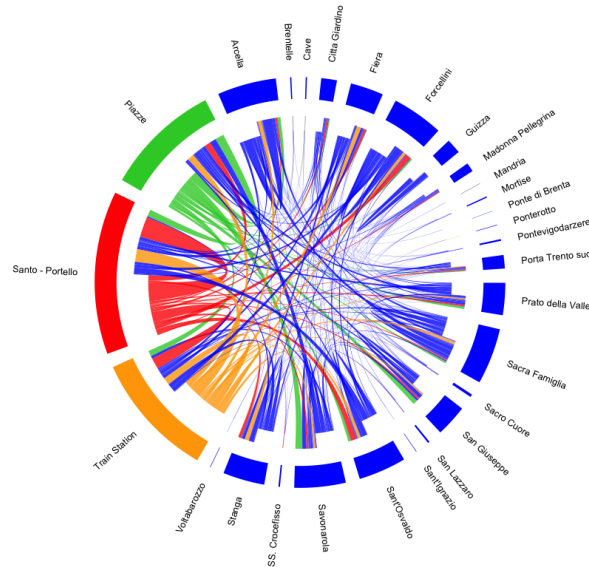 Brentelle
Cave
Citta Giardino
Fiera
Forcellini
Guizza
Madonna Pellegrina
Mandria
Mortise
Ponte di Brenta
Ponterotto
Pontevigodarzere
Porta Trento sud
Prato della Valle
Sacra Famiglia
Sacro Cuore
San Giuseppe
San Lazzaro
Sant'Ignazio
Sant'Osvaldo
Savonarola
SS. Crocefisso
Stanga
Voltabarozzo
Train Station
Santo - Portello
Piazze
Arcella